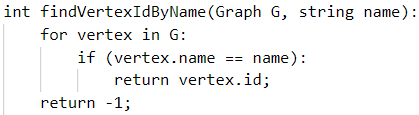 int findVertexIdByName(Graph G, string name):
    for vertex in G:
        if (vertex.name == name):
            return vertex.id;
    return -1;